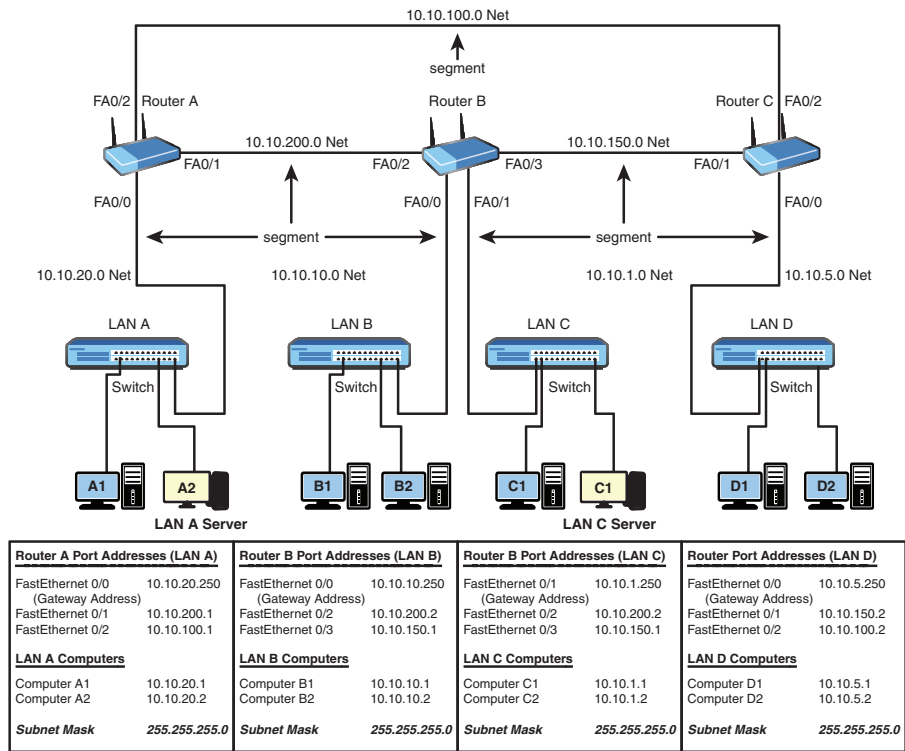 10.10.100.0 Net
segment
FA0/2 Router A
Router B
Router C FA0/2
10.10.200.0 Net
10.10.150.0 Net
FA0/1
FA0/2
FA0/3
FA0/1
FA0/0
FA0/0
FA0/1
FA0/0
segment
segment
10.10.20.0 Net
10.10.10.0 Net
10.10.1.0 Net
10.10.5.0 Net
LAN A
LAN B
LAN C
LAN D
Switch
Switch
Switch
Switch
A1
A2
B1
B2
C1
C1
D1
D2
LAN A Server
LAN C Server
Router A Port Addresses (LAN A)
FastEthernet 0/0 10.10.20.250
(Gateway Address)
FastEthernet 0/1 10.10.200.1
FastEthernet 0/2 10.10.100.1
LAN A Computers
Computer A1 10.10.20.1
Computer A2 10.10.20.2
Subnet Mask 255.255.255.0
Router B Port Addresses (LAN B)
FastEthernet 0/0 10.10.10.250
(Gateway Address)
FastEthernet 0/2 10.10.200.2
FastEthernet 0/3 10.10.150.1
LAN B Computers
Computer B1 10.10.10.1
Computer B2 10.10.10.2
Subnet Mask 255.255.255.0
Router B Port Addresses (LAN C)
FastEthernet 0/1 10.10.1.250
(Gateway Address)
FastEthernet 0/2 10.10.200.2
FastEthernet 0/3 10.10.150.1
LAN C Computers
Computer C1 10.10.1.1
Computer C2 10.10.1.2
Subnet Mask 255.255.255.0
Router Port Addresses (LAN D)
FastEthernet 0/0 10.10.5.250
(Gateway Address)
FastEthernet 0/1 10.10.150.2
FastEthernet 0/2 10.10.100.2
LAN D Computers
Computer D1 10.10.5.1
Computer D2 10.10.5.2
Subnet Mask 255.255.255.0